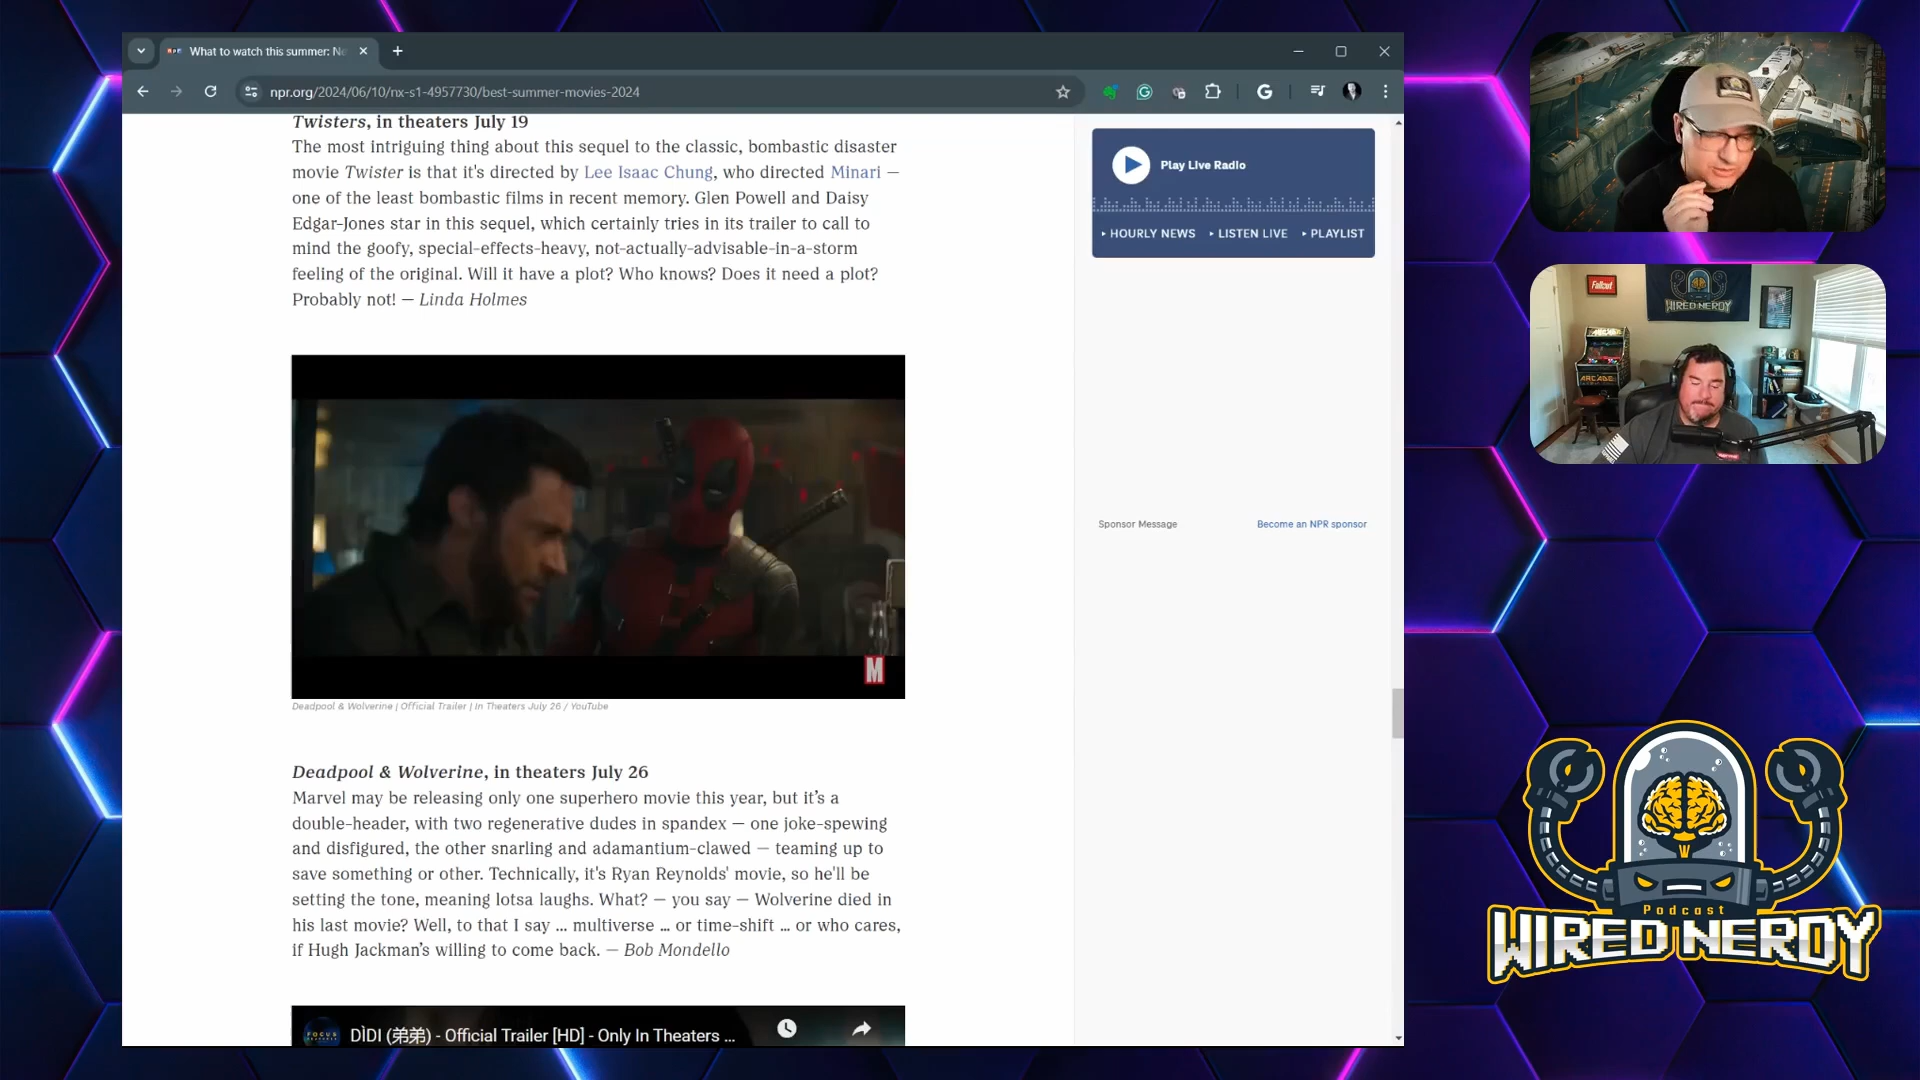 What to watch this summer: Ne
npr.org/2024/06/10/nx-s1-4957730/best-summer-movies-2024
Twisters, in theaters July 19
The most intriguing thing about this sequel to the classic, bombastic disaster
movie Twister is that it's directed by Lee Isaac Chung, who directed Minari —
one of the least bombastic films in recent memory. Glen Powell and Daisy
Edgar-Jones star in this sequel, which certainly tries in its trailer to call to
mind the goofy, special-effects-heavy, not-actually-advisable-in-a-storm
feeling of the original. Will it have a plot? Who knows? Does it need a plot?
Probably not! — Linda Holmes
M
Deadpool & Wolverine | Official Trailer | In Theaters July 26 / YouTube
Deadpool & Wolverine, in theaters July 26
Marvel may be releasing only one superhero movie this year, but it's a
double-header, with two regenerative dudes in spandex — one joke-spewing
and disfigured, the other snarling and adamantium-clawed — teaming up to
save something or other. Technically, it's Ryan Reynolds' movie, so he'll be
setting the tone, meaning lotsa laughs. What? — you say — Wolverine died in
his last movie? Well, to that I say ... multiverse ... or time-shift ... or who cares,
if Hugh Jackman's willing to come back. — Bob Mondello
FOCUS
DÌDI (弟弟) - Official Trailer [HD] - Only In Theaters ...
Play Live Radio
HOURLY NEWS
LISTEN LIVE
PLAYLIST
Sponsor Message
Become an NPR sponsor
Fallout
WIRED NERDY
ARCADE
Podcast
WIRED NERDY